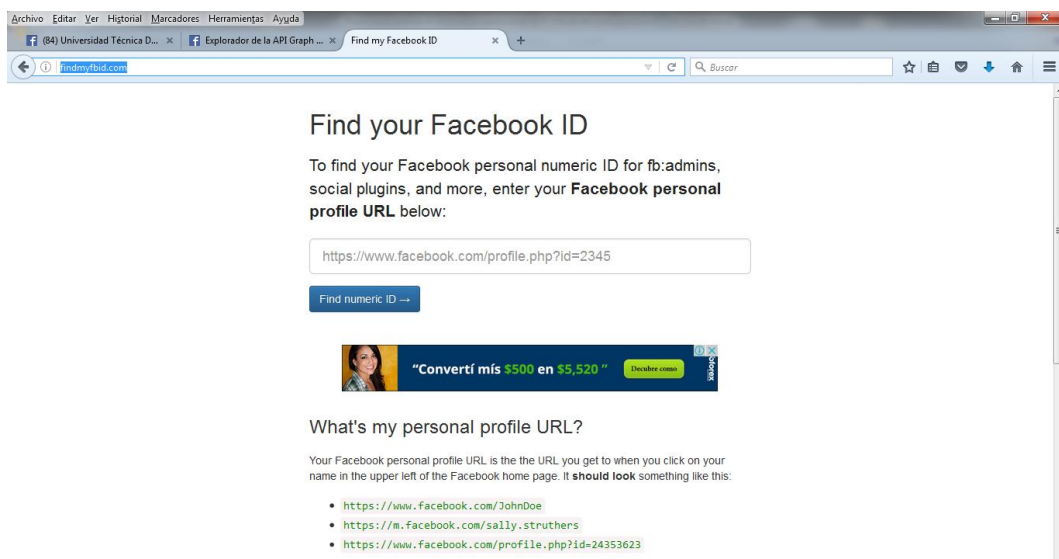 Archivo Editar Ver Historial Marcadores Herramientas Ayuda
(84) Universidad Técnica D... Explorador de la API Graph ... Find my Facebook ID
findmyfbid.com Buscar
Find your Facebook ID
To find your Facebook personal numeric ID for fb:admins,
social plugins, and more, enter your Facebook personal
profile URL below:
https://www.facebook.com/profile.php?id=2345
Find numeric ID →
“Convertí mís $500 en $5,520 ” Decubre como
What's my personal profile URL?
Your Facebook personal profile URL is the the URL you get to when you click on your
name in the upper left of the Facebook home page. It should look something like this:
• https://www.facebook.com/JohnDoe
• https://m.facebook.com/sally.struthers
• https://www.facebook.com/profile.php?id=24353623